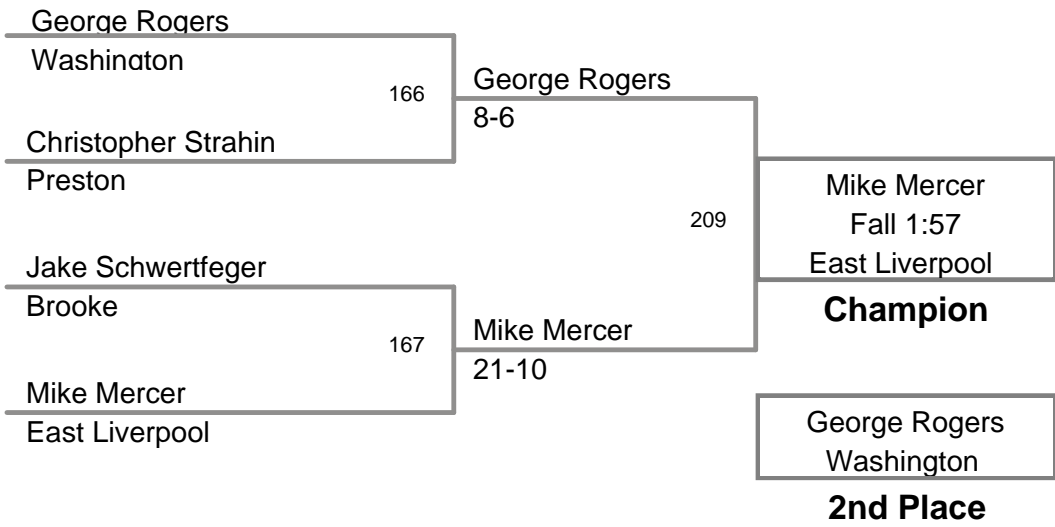 George Rogers
Washington
166
Christopher Strahin
Preston
Jake Schwertfeger
Brooke
167
Mike Mercer
East Liverpool
George Rogers
8-6
209
Mike Mercer
21-10
Mike Mercer
Fall 1:57
East Liverpool
Champion
George Rogers
Washington
2nd Place